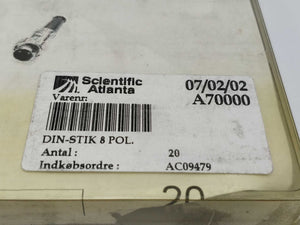 Scientific
Atlanta
07/02/02
Varenr:
A70000
DIN-STIK 8 POL.
Antal : 20
Indkøbsordre : AC09479
20